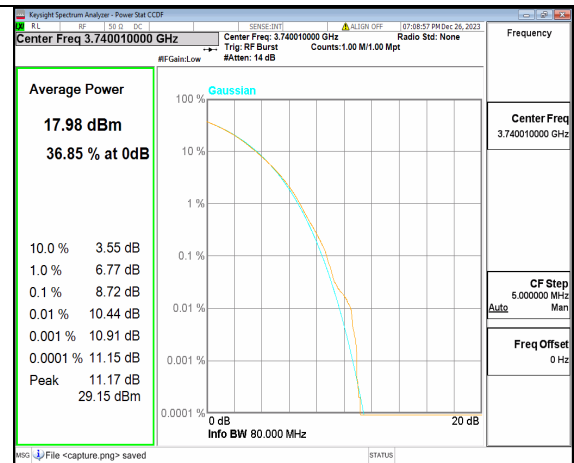 Keysight Spectrum Analyzer - Power Stat CCDF
RL RF 50 Ω DC SENSE:INT ALIGN OFF 07:08:57 PM Dec 26, 2023
Center Freq 3.740010000 GHz
Center Freq: 3.740010000 GHz Radio Std: None
Trig: RF Burst Counts:1.00 M/1.00 Mpt
#IFGain:Low #Atten: 14 dB
Frequency
Average Power
17.98 dBm
36.85 % at 0dB
10.0 % 3.55 dB
1.0 % 6.77 dB
0.1 % 8.72 dB
0.01 % 10.44 dB
0.001 % 10.91 dB
0.0001 % 11.15 dB
Peak 11.17 dB
29.15 dBm
Gaussian
100 %
10 %
1 %
0.1 %
0.01 %
0.001 %
0.0001 %
0 dB 20 dB
Info BW 80.000 MHz
Center Freq
3.740010000 GHz
CF Step
5.000000 MHz
Auto Man
Freq Offset
0 Hz
MSG File <capture.png> saved STATUS